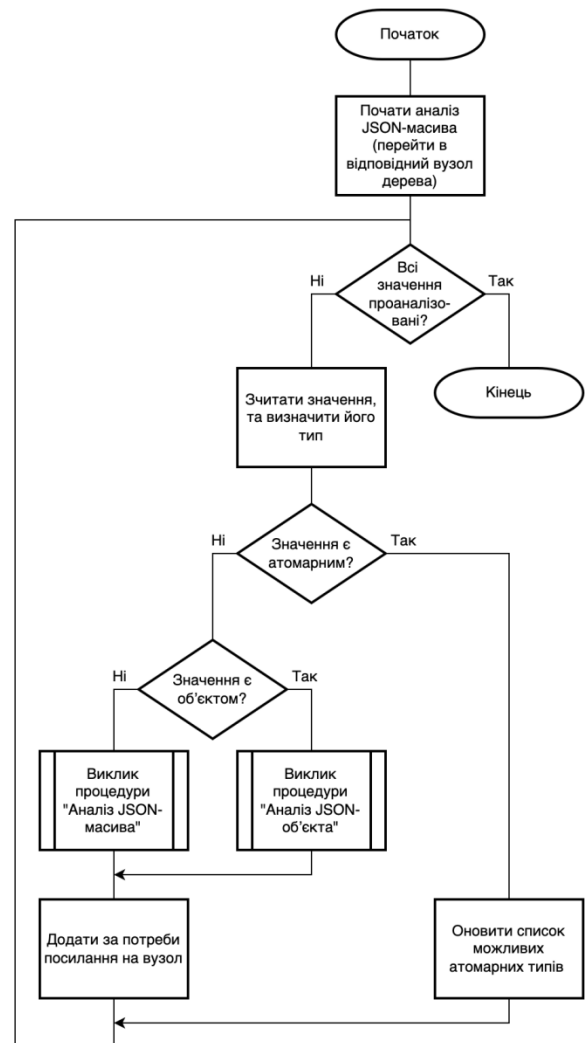 Початок
Почати аналіз
JSON-масива
(перейти в
відповідний вузол
дерева)
Всі
значення
проаналізо-
вані?
Ні
Так
Зчитати значення,
та визначити його
тип
Кінець
Значення є
атомарним?
Ні
Так
Значення є
об'єктом?
Ні
Так
Виклик
процедури
"Аналіз JSON-
масива"
Виклик
процедури
"Аналіз JSON-
об'єкта"
Додати за потреби
посилання на вузол
Оновити список
можливих
атомарних типів